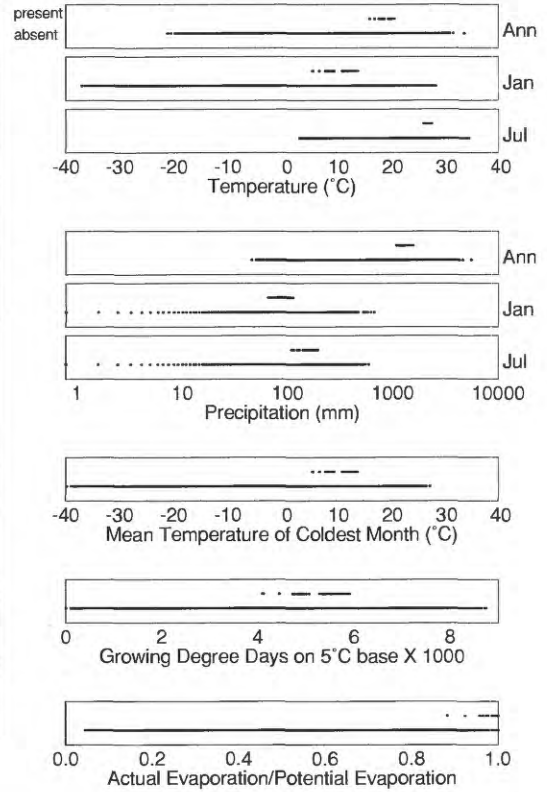 present
absent
Ann
Jan
Jul
-40 -30 -20 -10 0 10 20 30 40
Temperature (°C)
Ann
Jan
Jul
1 10 100 1000 10000
Precipitation (mm)
-40 -30 -20 -10 0 10 20 30 40
Mean Temperature of Coldest Month (°C)
0 2 4 6 8
Growing Degree Days on 5°C base X 1000
0.0 0.2 0.4 0.6 0.8 1.0
Actual Evaporation/Potential Evaporation